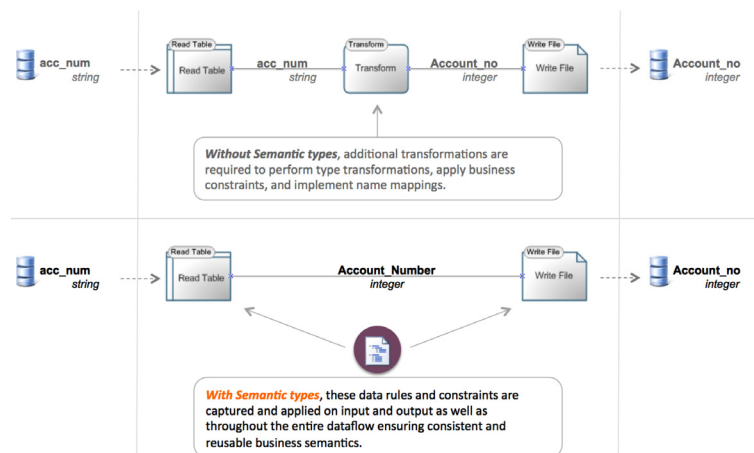 Read Table
Transform
Write File
acc_num
string
Read Table
acc_num
string
Transform
Account_no
integer
Write File
Account_no
integer
Without Semantic types, additional transformations are
required to perform type transformations, apply business
constraints, and implement name mappings.
Read Table
Write File
acc_num
string
Read Table
Account_Number
integer
Write File
Account_no
integer
With Semantic types, these data rules and constraints are
captured and applied on input and output as well as
throughout the entire dataflow ensuring consistent and
reusable business semantics.